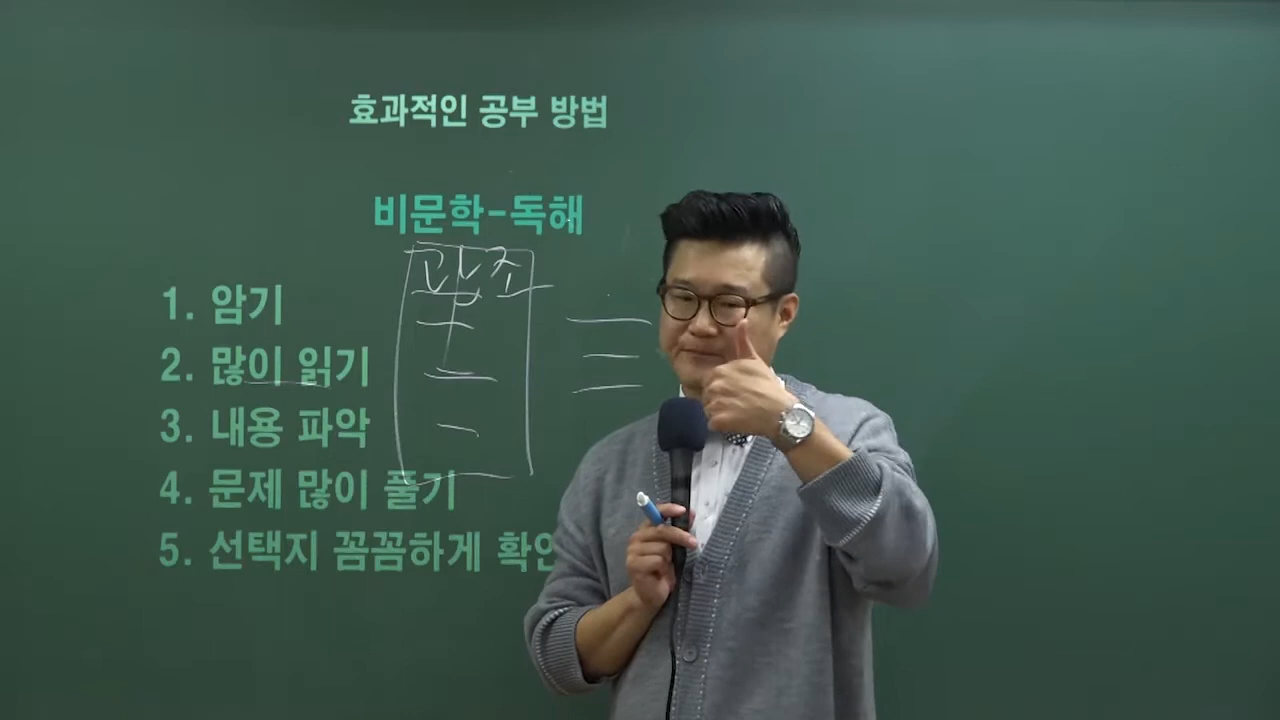 효과적인 공부 방법
비문학-독해
1. 암기
2. 많이 읽기
3. 내용 파악
4. 문제 많이 풀기
5. 선택지 꼼꼼하게